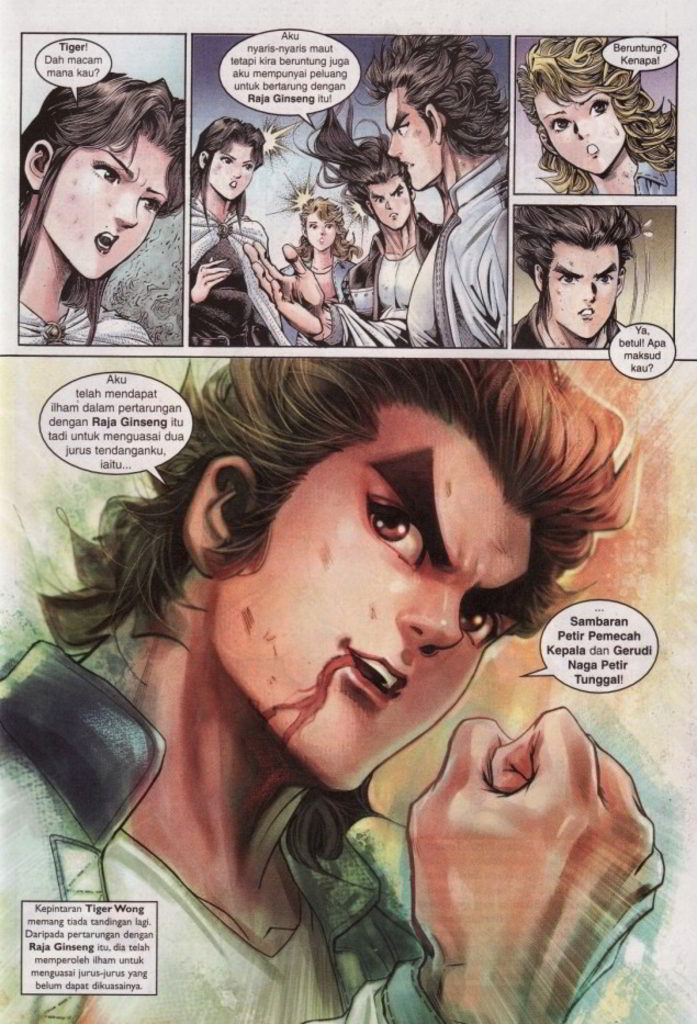 Tiger!
Dah macam
mana kau?
Aku
nyaris-nyaris maut
tetapi kira beruntung juga
aku mempunyai peluang
untuk bertarung dengan
Raja Ginseng itu!
Beruntung?
Kenapa!
Ya,
betul! Apa
maksud
kau?
Aku
telah mendapat
ilham dalam pertarungan
dengan Raja Ginseng itu
tadi untuk menguasai dua
jurus tendanganku,
iaitu...
...
Sambaran
Petir Pemecah
Kepala dan Gerudi
Naga Petir
Tunggal!
Kepintaran Tiger Wong
memang tiada tandingan lagi.
Daripada pertarungan dengan
Raja Ginseng itu, dia telah
memperoleh ilham untuk
menguasai jurus-jurus yang
belum dapat dikuasainya.